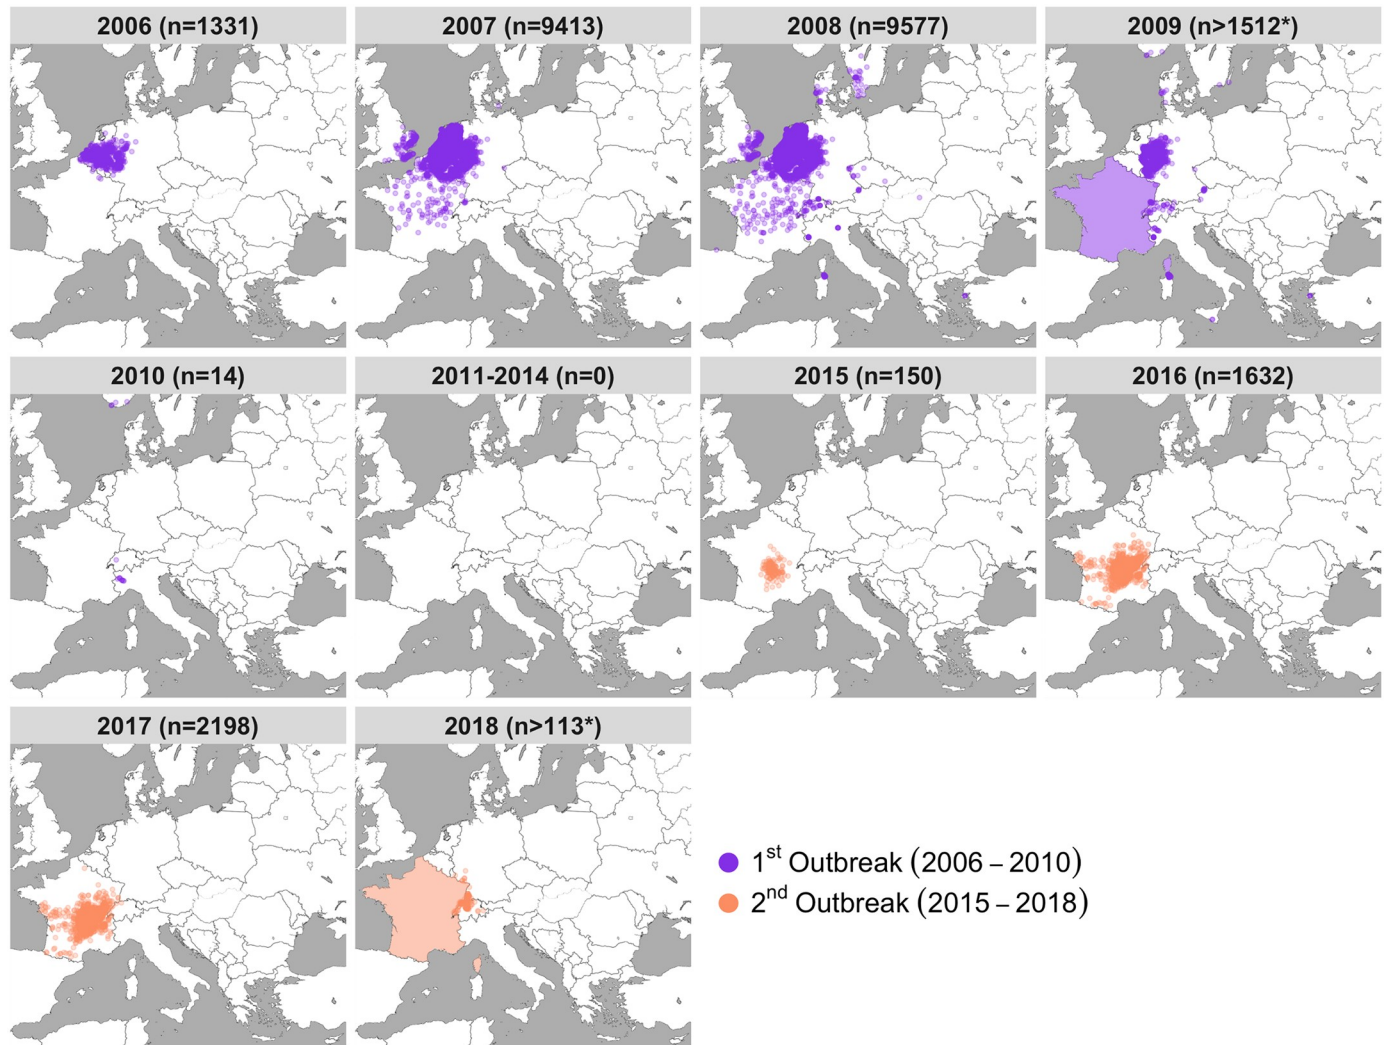 2006 (n=1331)
2007 (n=9413)
2008 (n=9577)
2009 (n>1512*)
2010 (n=14)
2011-2014 (n=0)
2015 (n=150)
2016 (n=1632)
2017 (n=2198)
2018 (n>113*)
1st Outbreak (2006 – 2010)
2nd Outbreak (2015 – 2018)